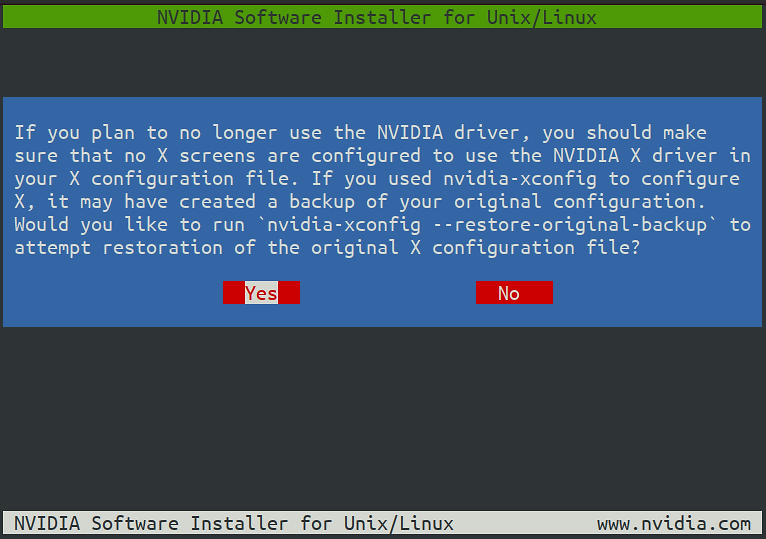 NVIDIA Software Installer for Unix/Linux
If you plan to no longer use the NVIDIA driver, you should make
sure that no X screens are configured to use the NVIDIA X driver in
your X configuration file. If you used nvidia-xconfig to configure
X, it may have created a backup of your original configuration.
Would you like to run `nvidia-xconfig --restore-original-backup` to
attempt restoration of the original X configuration file?
Yes No
NVIDIA Software Installer for Unix/Linux www.nvidia.com